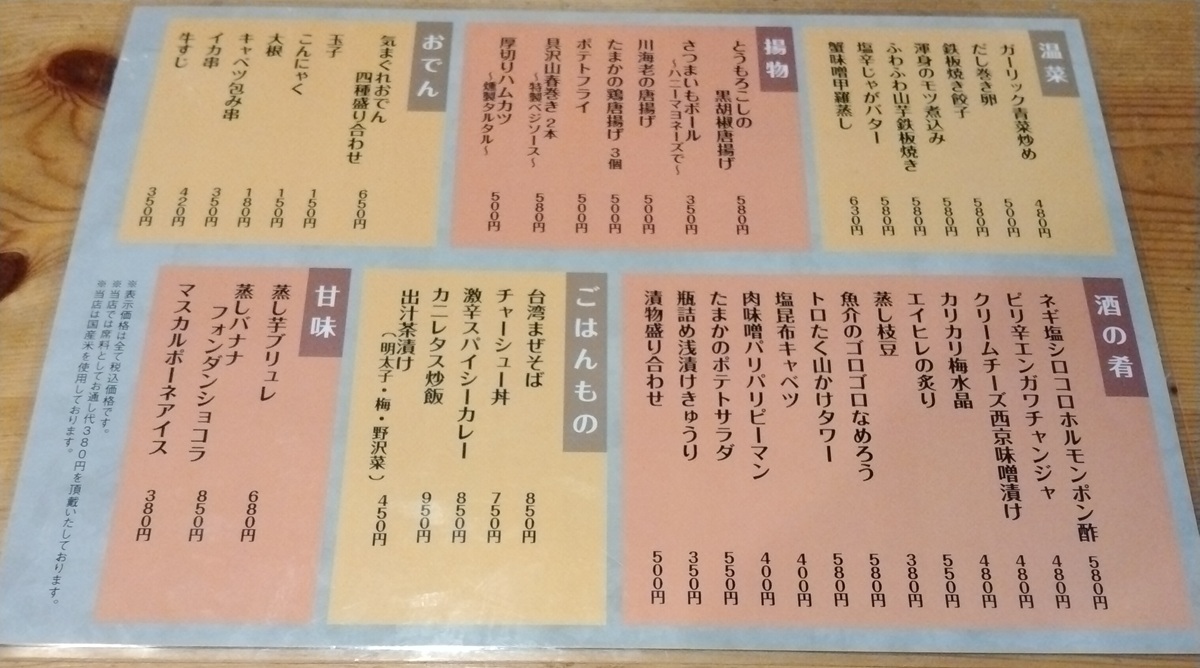 温菜
ガーリック青菜炒め 480円
だし巻き卵 500円
鉄板焼き餃子 580円
渾身のモツ煮込み 580円
ふわふわ山芋鉄板焼き 580円
塩辛じゃがバター 580円
蟹味噌甲羅蒸し 630円
揚物
とうもろこしの
黒胡椒唐揚げ 580円
さつまいもボール
～ハニーマヨネーズで～ 350円
川海老の唐揚げ 500円
たまかの鶏唐揚げ 3個 500円
ポテトフライ 500円
具沢山春巻き 2本
～特製ベジソース～ 580円
厚切りハムカツ
～燻製タルタル～ 500円
おでん
気まぐれおでん
四種盛り合わせ 650円
玉子 150円
こんにゃく 150円
大根 180円
キャベツ包み串 350円
イカ串 420円
牛すじ 350円
酒の肴
ネギ塩シロコロホルモンポン酢 580円
ピリ辛エンガワチャンジャ 480円
クリームチーズ西京味噌漬け 480円
カリカリ梅水晶 480円
エイヒレの炙り 550円
蒸し枝豆 380円
魚介のゴロゴロなめろう 580円
トロたく山かけタワー 580円
塩昆布キャベツ 400円
肉味噌パリパリピーマン 400円
たまかのポテトサラダ 550円
瓶詰め浅漬けきゅうり 350円
漬物盛り合わせ 500円
ごはんもの
台湾まぜそば 850円
チャーシュー丼 750円
激辛スパイシーカレー 850円
カニレタス炒飯 950円
出汁茶漬け
（明太子・梅・野沢菜） 450円
甘味
蒸し芋ブリュレ 680円
蒸しバナナ
フォンダンショコラ 850円
マスカルポーネアイス 380円
※表示価格は全て税込価格です。
※当店では席料としてお通し代380円を頂戴いたしております。
※当店は国産米を使用しております。